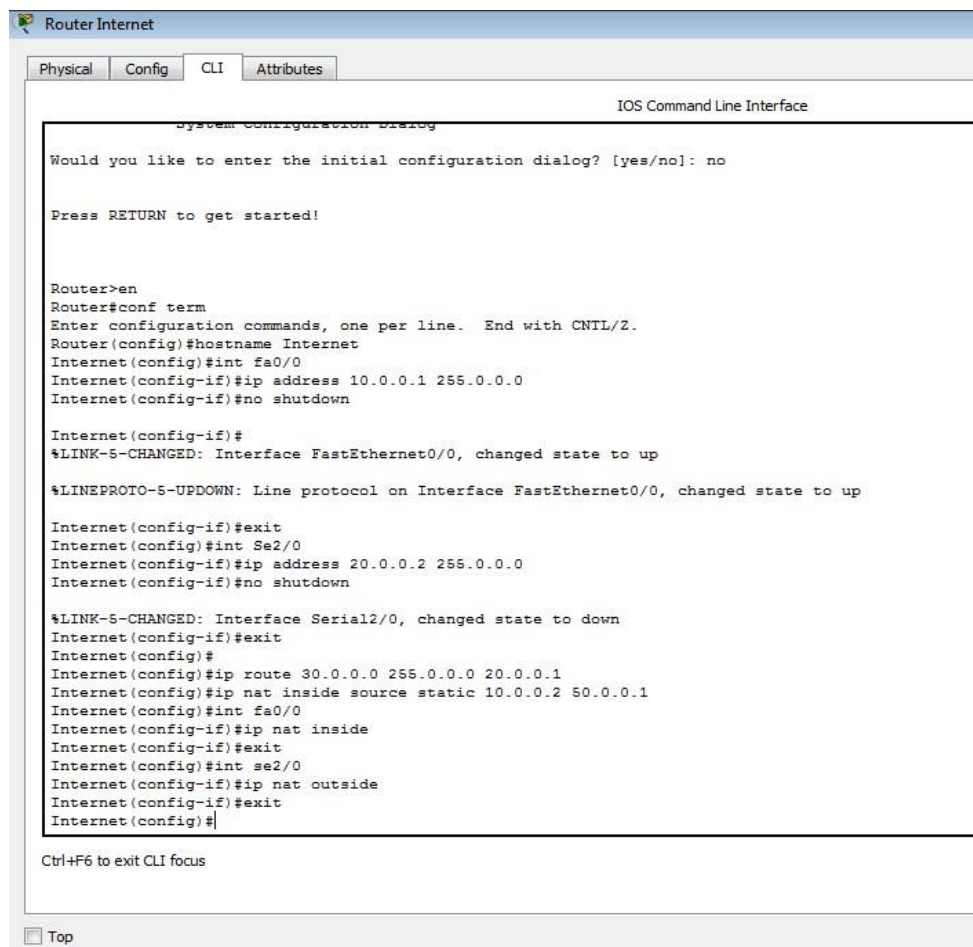 Router Internet
Physical Config CLI Attributes
IOS Command Line Interface
System Configuration Dialog
Would you like to enter the initial configuration dialog? [yes/no]: no
Press RETURN to get started!
Router>en
Router#conf term
Enter configuration commands, one per line.  End with CNTL/Z.
Router(config)#hostname Internet
Internet(config)#int fa0/0
Internet(config-if)#ip address 10.0.0.1 255.0.0.0
Internet(config-if)#no shutdown
Internet(config-if)#
%LINK-5-CHANGED: Interface FastEthernet0/0, changed state to up
%LINEPROTO-5-UPDOWN: Line protocol on Interface FastEthernet0/0, changed state to up
Internet(config-if)#exit
Internet(config)#int Se2/0
Internet(config-if)#ip address 20.0.0.2 255.0.0.0
Internet(config-if)#no shutdown
%LINK-5-CHANGED: Interface Serial2/0, changed state to down
Internet(config-if)#exit
Internet(config)#
Internet(config)#ip route 30.0.0.0 255.0.0.0 20.0.0.1
Internet(config)#ip nat inside source static 10.0.0.2 50.0.0.1
Internet(config)#int fa0/0
Internet(config-if)#ip nat inside
Internet(config-if)#exit
Internet(config)#int se2/0
Internet(config-if)#ip nat outside
Internet(config-if)#exit
Internet(config)#
Ctrl+F6 to exit CLI focus
Top